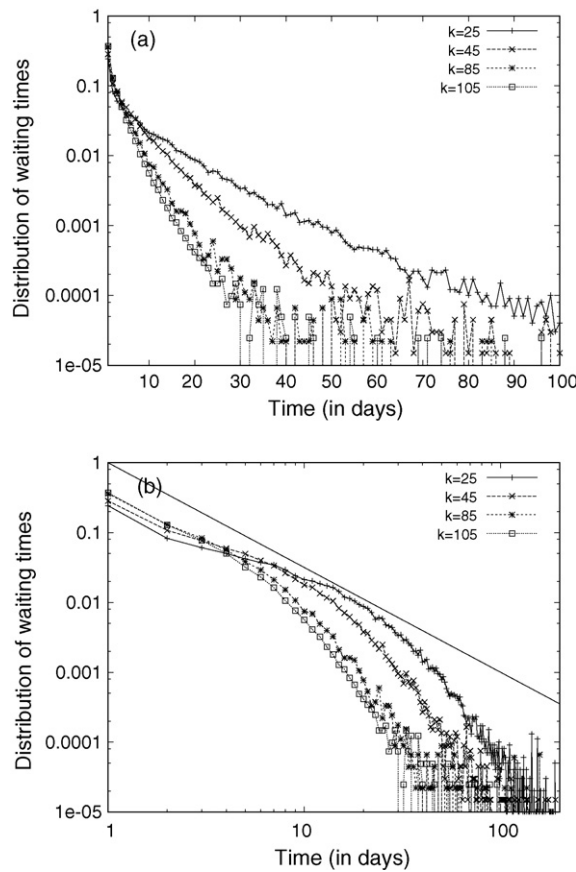 (a)
k=25
k=45
k=85
k=105
Distribution of waiting times
1
0.1
0.01
0.001
0.0001
1e-05
10 20 30 40 50 60 70 80 90 100
Time (in days)
(b)
k=25
k=45
k=85
k=105
Distribution of waiting times
1
0.1
0.01
0.001
0.0001
1e-05
1 10 100
Time (in days)